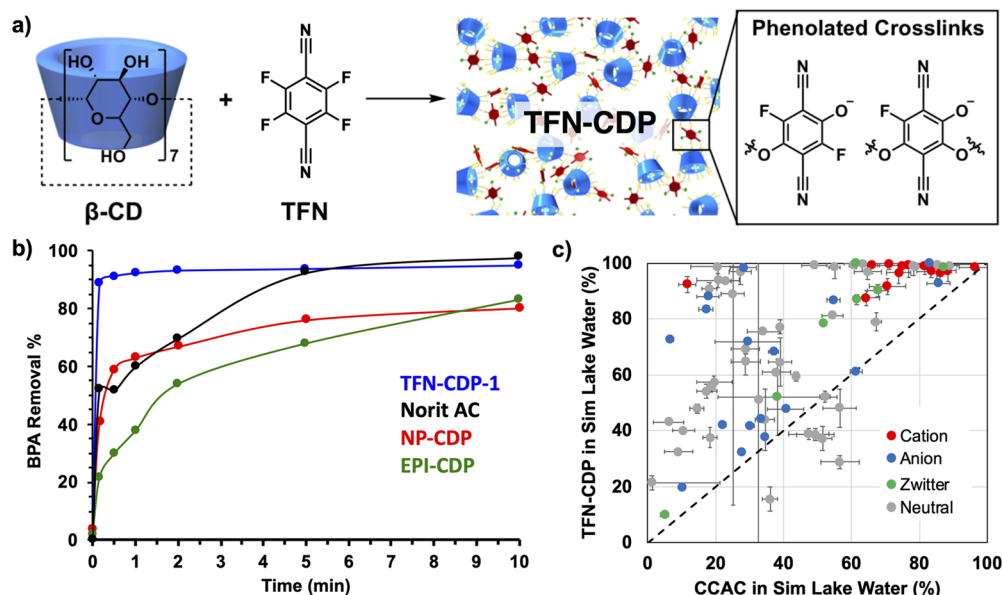 a)
HO
OH
O
O
HO
7
β-CD
+
N
F
F
F
F
N
TFN
TFN-CDP
Phenolated Crosslinks
N
N
F
O⁻
F
O⁻
O
F
O
O
N
N
b)
BPA Removal %
100
80
60
40
20
0
0
1
2
3
4
5
6
7
8
9
10
Time (min)
TFN-CDP-1
Norit AC
NP-CDP
EPI-CDP
c)
TFN-CDP in Sim Lake Water (%)
100
80
60
40
20
0
0
20
40
60
80
100
CCAC in Sim Lake Water (%)
Cation
Anion
Zwitter
Neutral